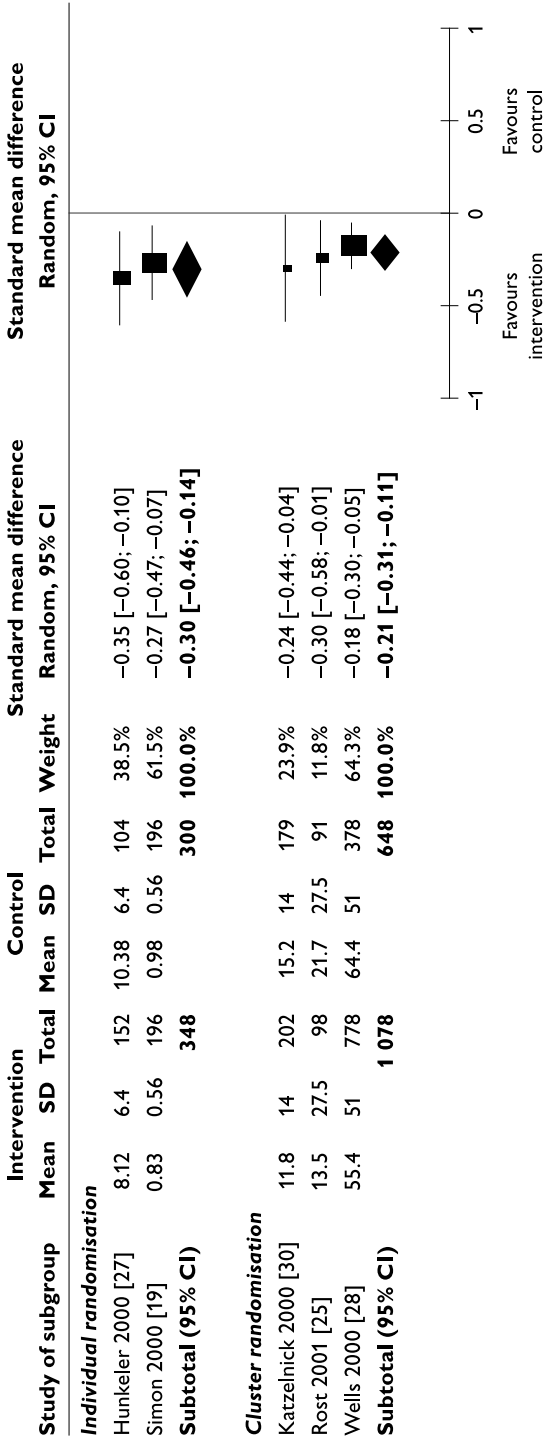 Intervention Control Standard mean difference Standard mean difference
Study of subgroup Mean SD Total Mean SD Total Weight Random, 95% CI Random, 95% CI
Individual randomisation
Hunkeler 2000 [27] 8.12 6.4 152 10.38 6.4 104 38.5% −0.35 [−0.60; −0.10]
Simon 2000 [19] 0.83 0.56 196 0.98 0.56 196 61.5% −0.27 [−0.47; −0.07]
Subtotal (95% CI) 348 300 100.0% −0.30 [−0.46; −0.14]
Cluster randomisation
Katzelnick 2000 [30] 11.8 14 202 15.2 14 179 23.9% −0.24 [−0.44; −0.04]
Rost 2001 [25] 13.5 27.5 98 21.7 27.5 91 11.8% −0.30 [−0.58; −0.01]
Wells 2000 [28] 55.4 51 778 64.4 51 378 64.3% −0.18 [−0.30; −0.05]
Subtotal (95% CI) 1 078 648 100.0% −0.21 [−0.31; −0.11]
−1 −0.5 0 0.5 1
Favours Favours
intervention control